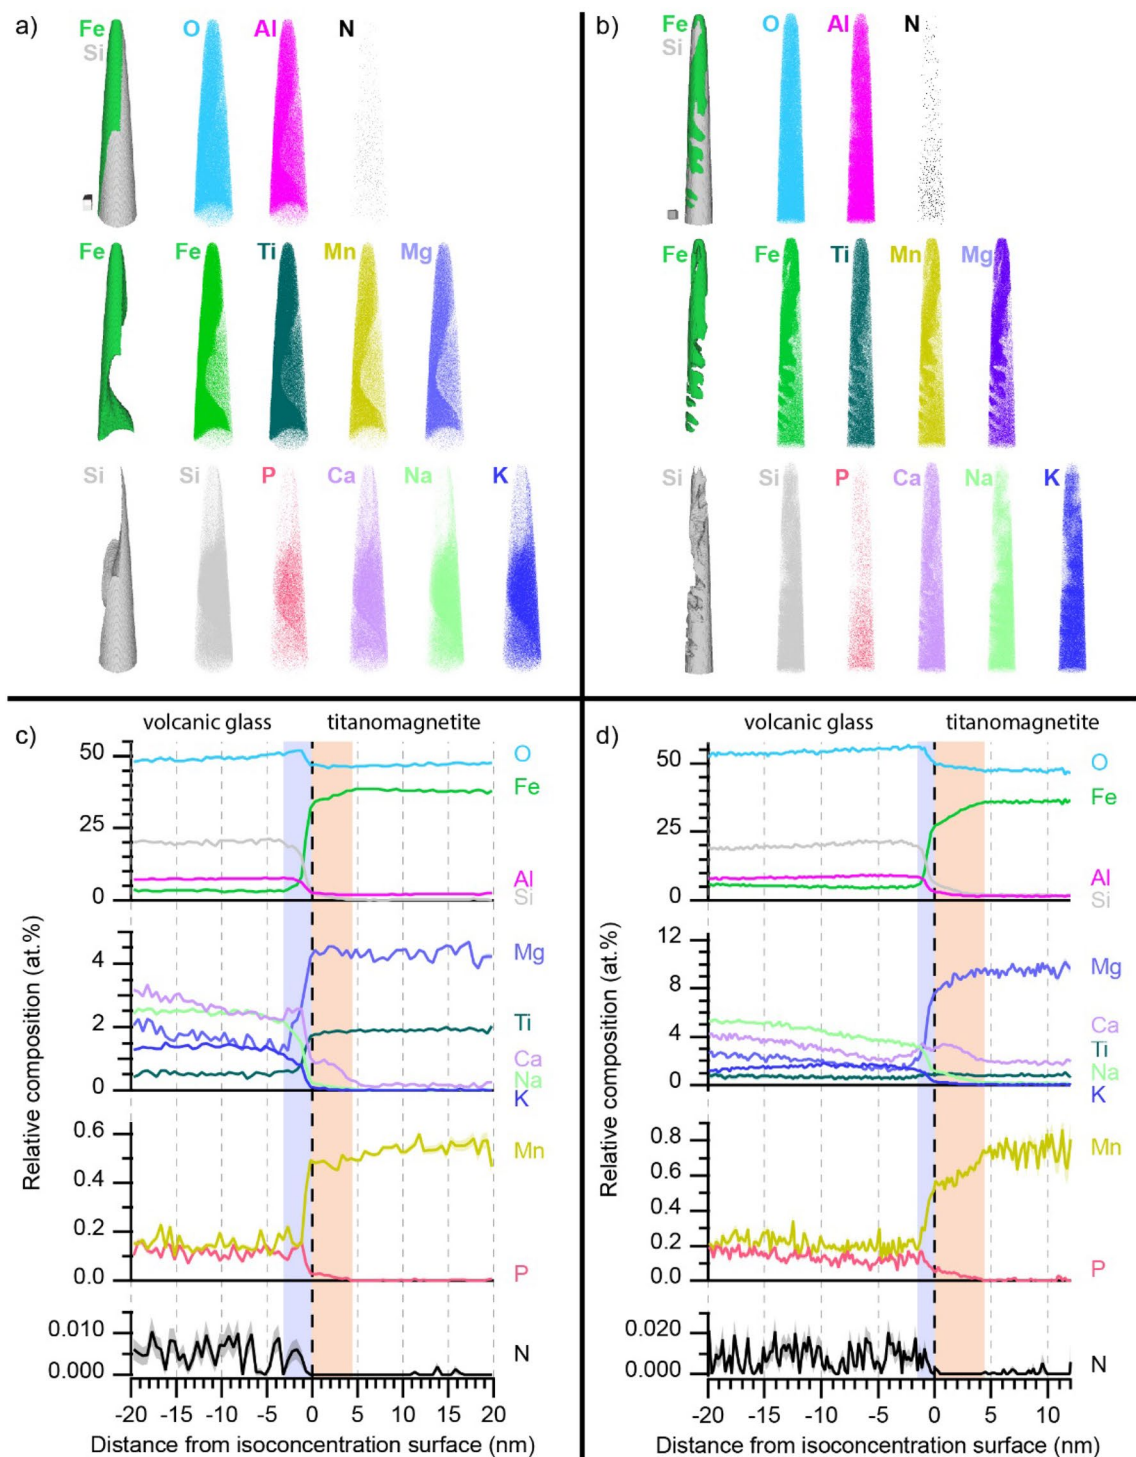 a)
Fe
Si
O
Al
N
Fe
Fe
Ti
Mn
Mg
Si
Si
P
Ca
Na
K
b)
Fe
Si
O
Al
N
Fe
Fe
Ti
Mn
Mg
Si
Si
P
Ca
Na
K
c)
volcanic glass titanomagnetite
50
25
0
O
Fe
Al
Si
4
2
0
Mg
Ti
Ca
Na
K
0.6
0.4
0.2
0.0
Mn
P
0.010
0.000
N
Relative composition (at.%)
-20 -15 -10 -5 0 5 10 15 20
Distance from isoconcentration surface (nm)
d)
volcanic glass titanomagnetite
50
25
0
O
Fe
Al
Si
12
8
4
0
Mg
Ca
Ti
Na
K
0.8
0.6
0.4
0.2
0.0
Mn
P
0.020
0.000
N
Relative composition (at.%)
-20 -15 -10 -5 0 5 10
Distance from isoconcentration surface (nm)